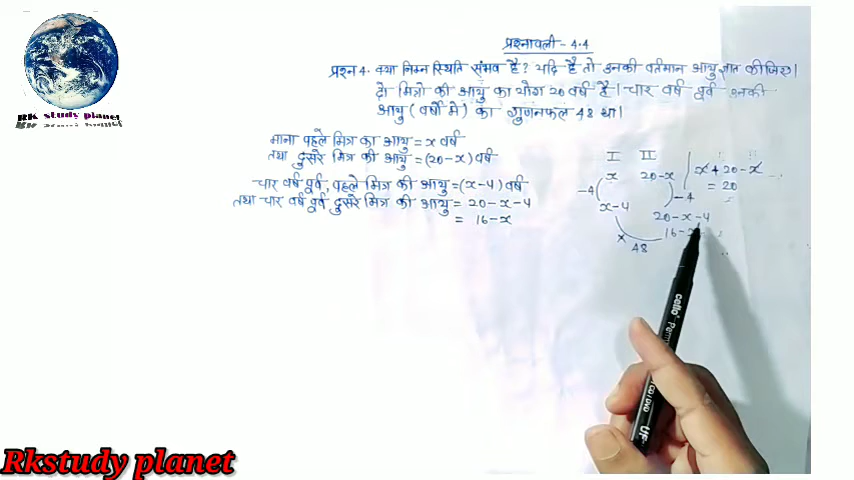 प्रश्नावली - 4.4
प्रश्न 4. क्या निम्न स्थिति संभव है? यदि है तो उनकी वर्तमान आयु ज्ञात कीजिए।
दो मित्रो की आयु का योग 20 वर्ष है। चार वर्ष पूर्व उनकी
आयु (वर्षो में) का गुणनफल 48 था।
माना पहले मित्र का आयु = x वर्ष
तथा दुसरे मित्र की आयु = (20-x) वर्ष
चार वर्ष पूर्व, पहले मित्र की आयु = (x-4) वर्ष
तथा चार वर्ष पूर्व दुसरे मित्र की आयु = 20-x-4
= 16-x
I II
x 20-x
x+20-x
= 20
-4 -4
x-4
20-x-4
16-x
x
48
RK study planet
cello
Rkstudy planet